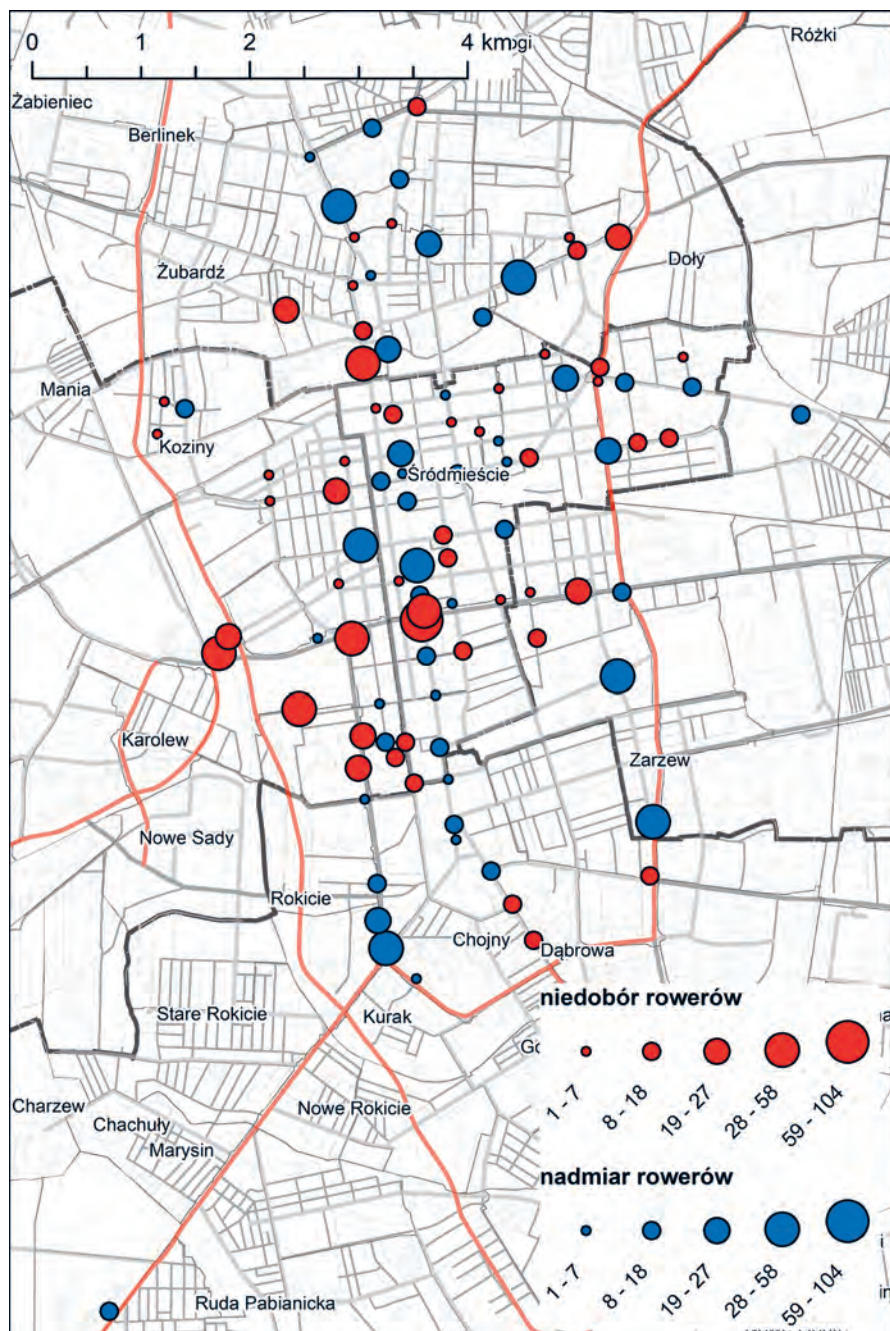 0 1 2 4 km
ogi
Różki
Żabieniec
Berlinek
Doły
Żubardź
Mania
Koziny
Śródmieście
Karolew
Zarzew
Nowe Sady
Rokicie
Chojny
Dąbrowa
Stare Rokicie
Kurak
Go
niedobór rowerów
1 - 7
8 - 18
19 - 27
28 - 58
59 - 104
Charzew
Nowe Rokicie
Chachuły
Marysin
nadmiar rowerów
1 - 7
8 - 18
19 - 27
28 - 58
59 - 104
Ruda Pabianicka